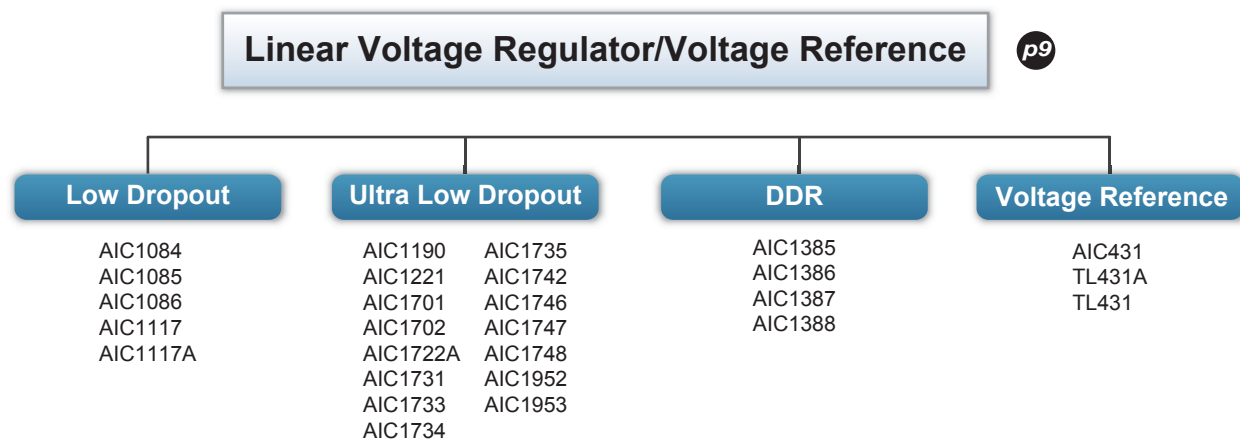 Linear Voltage Regulator/Voltage Reference
p9
Low Dropout
AIC1084
AIC1085
AIC1086
AIC1117
AIC1117A
Ultra Low Dropout
AIC1190
AIC1221
AIC1701
AIC1702
AIC1722A
AIC1731
AIC1733
AIC1734
AIC1735
AIC1742
AIC1746
AIC1747
AIC1748
AIC1952
AIC1953
DDR
AIC1385
AIC1386
AIC1387
AIC1388
Voltage Reference
AIC431
TL431A
TL431